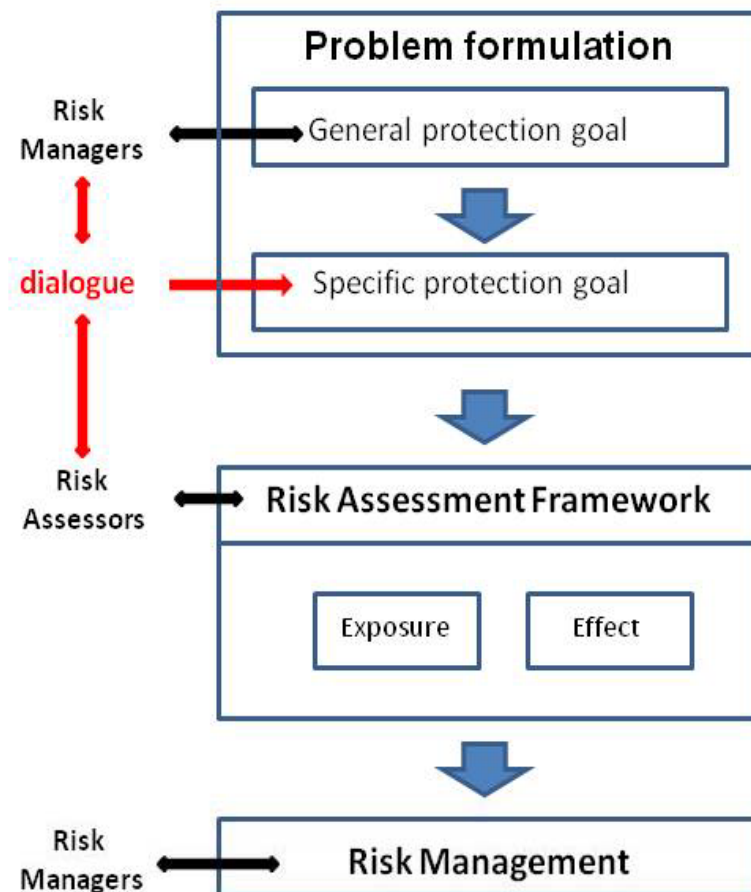 Problem formulation
Risk
Managers
General protection goal
dialogue
Specific protection goal
Risk
Assessors
Risk Assessment Framework
Exposure
Effect
Risk
Managers
Risk Management